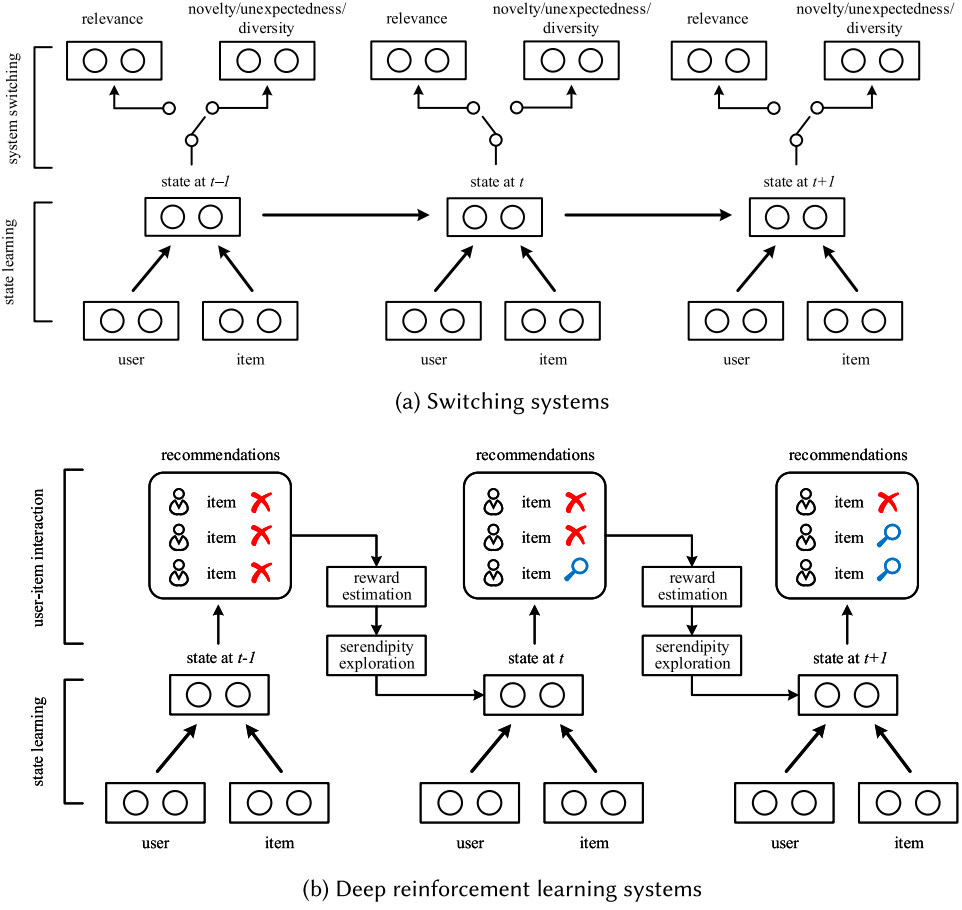 relevance
novelty/unexpectedness/
diversity
relevance
novelty/unexpectedness/
diversity
relevance
novelty/unexpectedness/
diversity
system switching
state at t–1
state at t
state at t+1
state learning
user
item
user
item
user
item
(a) Switching systems
recommendations
recommendations
recommendations
user-item interaction
item
item
item
item
item
item
item
item
item
reward
estimation
reward
estimation
serendipity
exploration
serendipity
exploration
state at t-1
state at t
state at t+1
state learning
user
item
user
item
user
item
(b) Deep reinforcement learning systems